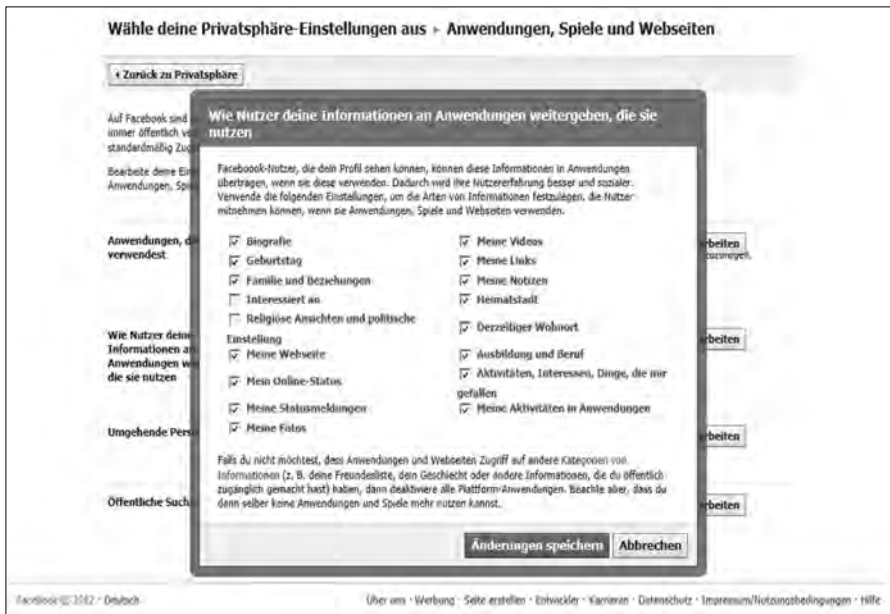 Wähle deine Privatsphäre-Einstellungen aus ▸ Anwendungen, Spiele und Webseiten
Zurück zu Privatsphäre
Auf Facebook sind
immer öffentlich
standardmäßig
Bearbeite deine
Anwendungen,
Wie Nutzer deine Informationen an Anwendungen weitergeben, die sie
nutzen
Faceboook-Nutzer, die dein Profil sehen können, können diese Informationen in Anwendungen
übertragen, wenn sie diese verwenden. Dadurch wird ihre Nutzererfahrung besser und sozialer.
Verwende die folgenden Einstellungen, um die Arten von Informationen festzulegen, die Nutzer
mitnehmen können, wenn sie Anwendungen, Spiele und Webseiten verwenden.
Anwendungen, d
verwendest
Biografie
Geburtstag
Familie und Beziehungen
Interessiert an
Religiöse Ansichten und politische
Einstellung
Meine Webseite
Mein Online-Status
Meine Statusmeldungen
Meine Fotos
Meine Videos
Meine Links
Meine Notizen
Heimatstadt
Derzeitiger Wohnort
Ausbildung und Beruf
Aktivitäten, Interessen, Dinge, die mir
gefallen
Meine Aktivitäten in Anwendungen
rbeiten
Wie Nutzer deine
Informationen an
Anwendungen
die sie nutzen
rbeiten
Umgehende Pers
rbeiten
Öffentliche Such
rbeiten
Falls du nicht möchtest, dass Anwendungen und Webseiten Zugriff auf andere Kategorien von
Informationen (z. B. deine Freundesliste, dein Geschlecht oder andere Informationen, die du öffentlich
zugänglich gemacht hast) haben, dann deaktiviere alle Plattform-Anwendungen. Beachte aber, dass du
dann selber keine Anwendungen und Spiele mehr nutzen kannst.
Änderungen speichern
Abbrechen
Facebook © 2012 · Deutsch
Über uns · Werbung · Seite erstellen · Entwickler · Karrieren · Datenschutz · Impressum/Nutzungsbedingungen · Hilfe